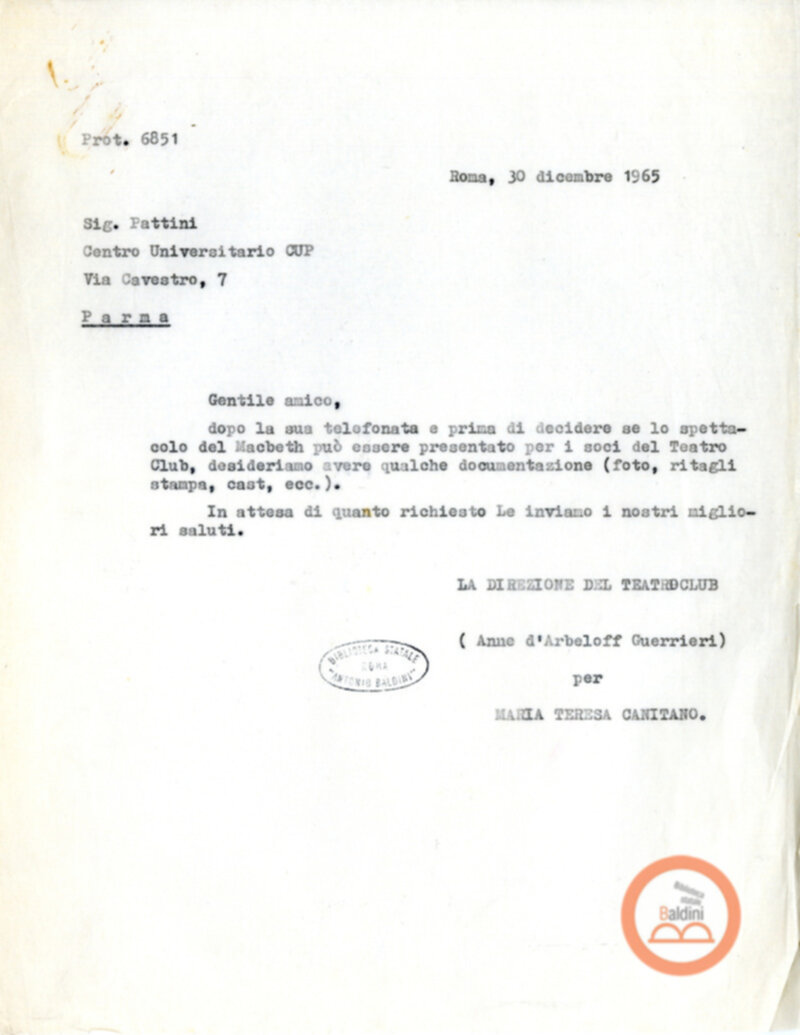 Prot. 6851
Roma, 30 dicembre 1965
Sig. Pattini
Centro Universitario CUP
Via Cavestro, 7
P a r m a
Gentile amico,
dopo la sua telefonata e prima di decidere se lo spetta-
colo del Macbeth può essere presentato per i soci del Teatro
Club, desideriamo avere qualche documentazione (foto, ritagli
stampa, cast, ecc.).
In attesa di quanto richiesto Le inviamo i nostri miglio-
ri saluti.
LA DIREZIONE DEL TEATROCLUB
( Anne d'Arbeloff Guerrieri)
per
MARIA TERESA CANITANO.
BIBLIOTECA STATALE
ROMA
"ANTONIO BALDINI"
Biblioteca
statale
Baldini